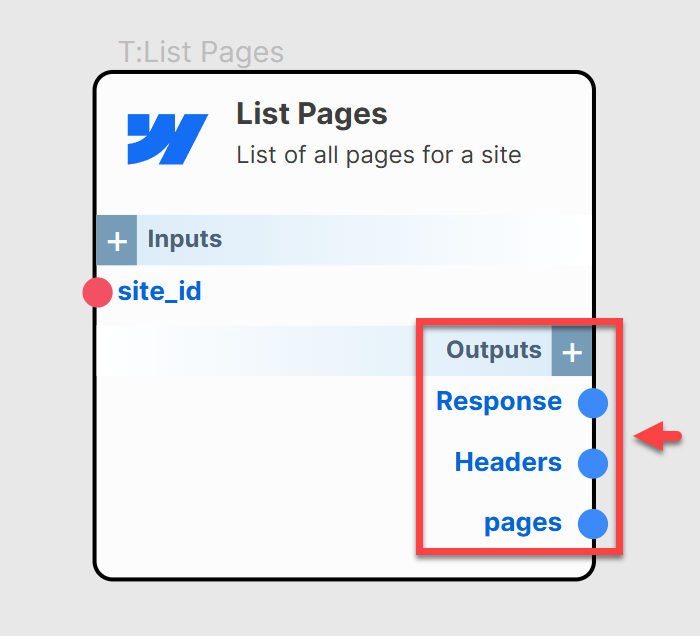 T:List Pages
List Pages
List of all pages for a site
+ Inputs
site_id
Outputs +
Response
Headers
pages